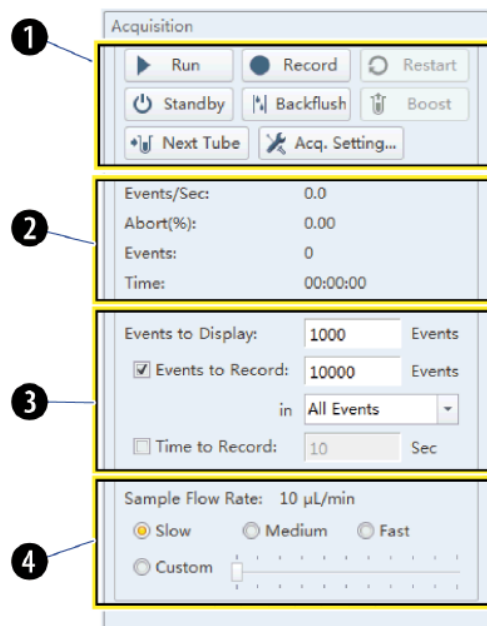 Acquisition
1
Run Record Restart
Standby Backflush Boost
Next Tube Acq. Setting...
2
Events/Sec: 0.0
Abort(%): 0.00
Events: 0
Time: 00:00:00
3
Events to Display: 1000 Events
Events to Record: 10000 Events
in All Events
Time to Record: 10 Sec
4
Sample Flow Rate: 10 µL/min
Slow Medium Fast
Custom